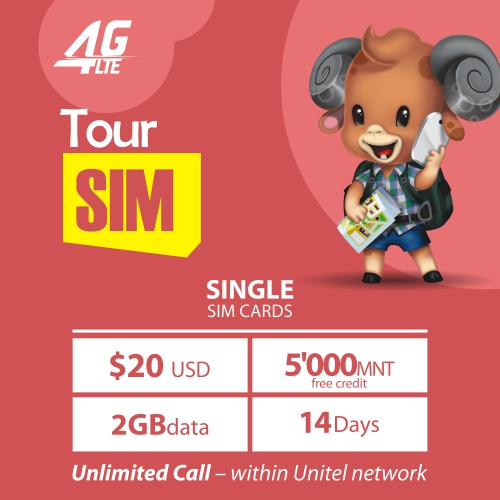 4G
LTE
Tour
SIM
SINGLE
SIM CARDS
$20 USD
5'000MNT
free credit
2GBdata
14Days
Unlimited Call – within Unitel network